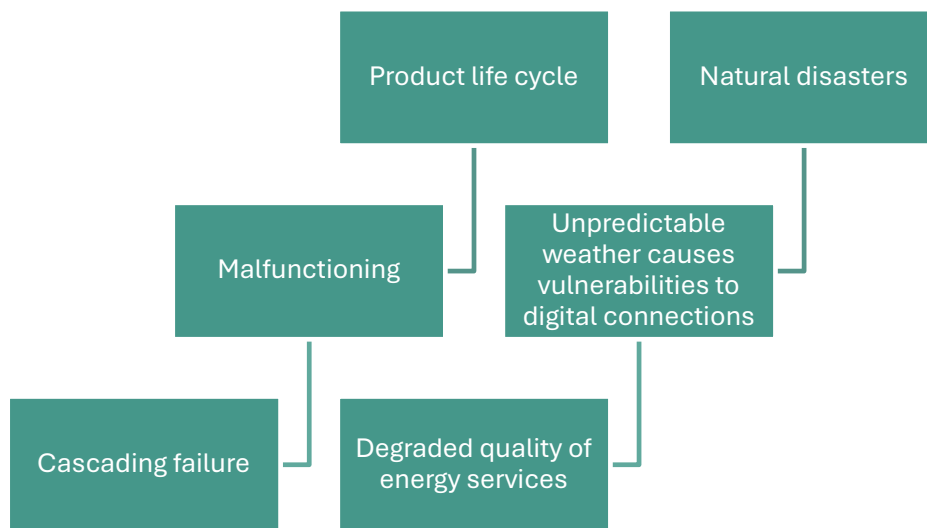 Product life cycle
Natural disasters
Malfunctioning
Unpredictable
weather causes
vulnerabilities to
digital connections
Cascading failure
Degraded quality of
energy services